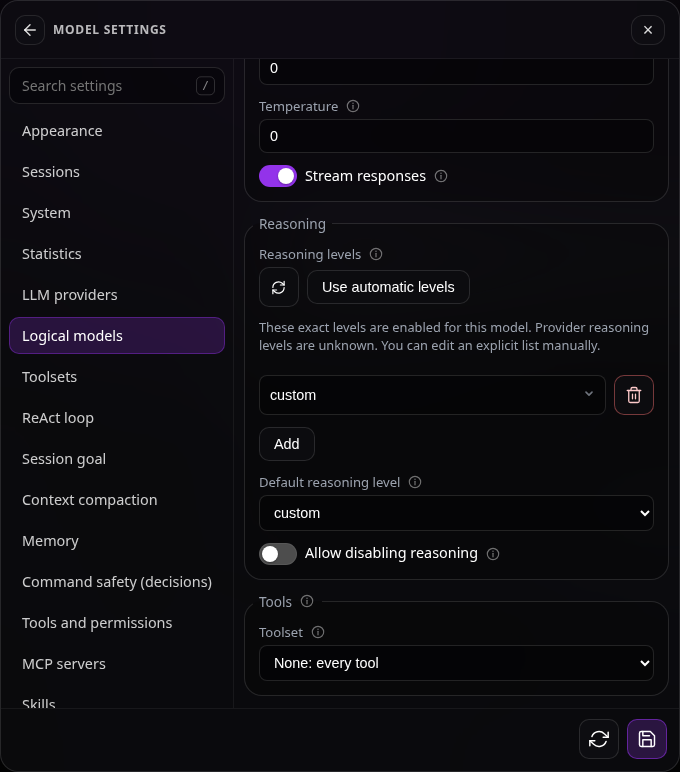 MODEL SETTINGS
Search settings /
Appearance
Sessions
System
Statistics
LLM providers
Logical models
Toolsets
ReAct loop
Session goal
Context compaction
Memory
Command safety (decisions)
Tools and permissions
MCP servers
Skills
0
Temperature
0
Stream responses
Reasoning
Reasoning levels
Use automatic levels
These exact levels are enabled for this model. Provider reasoning
levels are unknown. You can edit an explicit list manually.
custom
Add
Default reasoning level
custom
Allow disabling reasoning
Tools
Toolset
None: every tool